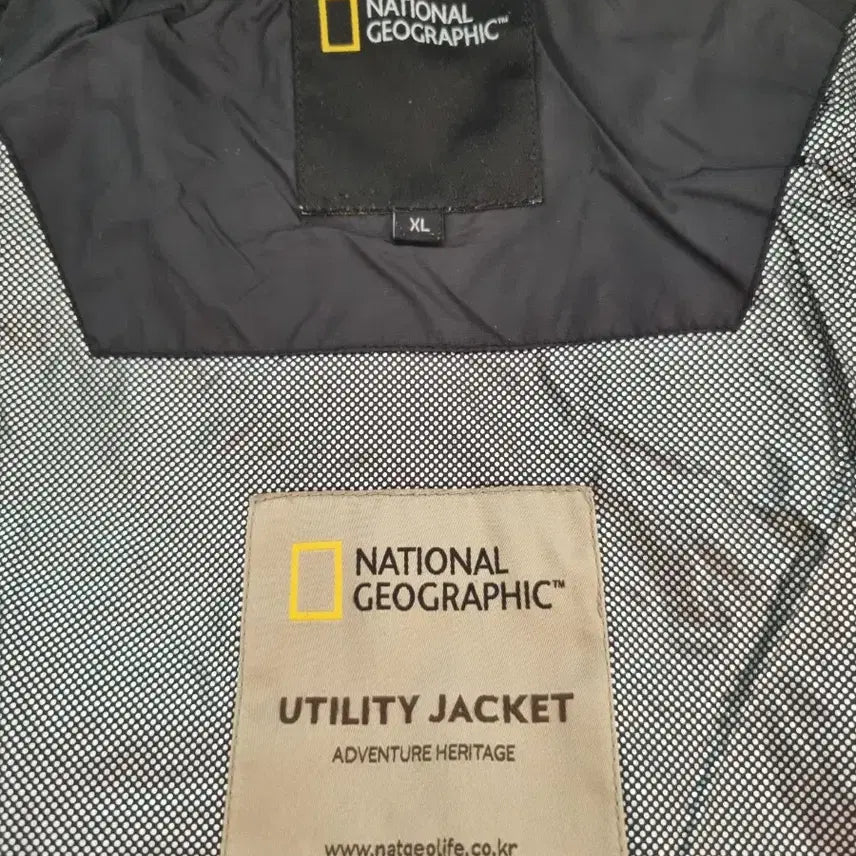 NATIONAL
GEOGRAPHIC™
XL
NATIONAL
GEOGRAPHIC™
UTILITY JACKET
ADVENTURE HERITAGE
www.natgeolife.co.kr